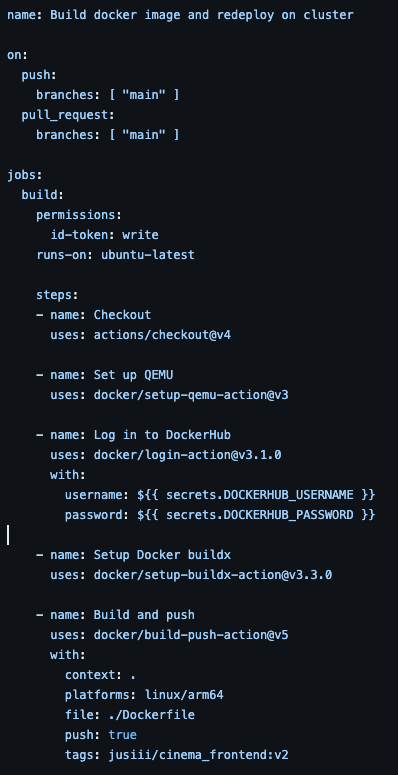 name: Build docker image and redeploy on cluster

on:
  push:
    branches: [ "main" ]
  pull_request:
    branches: [ "main" ]

jobs:
  build:
    permissions:
      id-token: write
    runs-on: ubuntu-latest

    steps:
    - name: Checkout
      uses: actions/checkout@v4

    - name: Set up QEMU
      uses: docker/setup-qemu-action@v3

    - name: Log in to DockerHub
      uses: docker/login-action@v3.1.0
      with:
        username: ${{ secrets.DOCKERHUB_USERNAME }}
        password: ${{ secrets.DOCKERHUB_PASSWORD }}

    - name: Setup Docker buildx
      uses: docker/setup-buildx-action@v3.3.0

    - name: Build and push
      uses: docker/build-push-action@v5
      with:
        context: .
        platforms: linux/arm64
        file: ./Dockerfile
        push: true
        tags: jusiii/cinema_frontend:v2